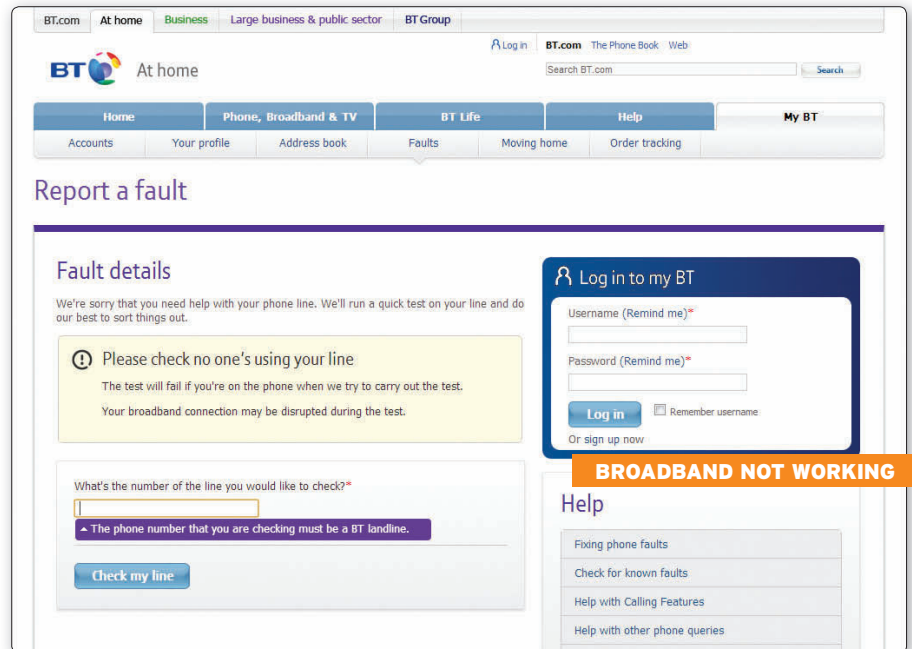 BT.com At home Business Large business & public sector BT Group
Log in BT.com The Phone Book Web
BT At home
Search BT.com Search
Home Phone, Broadband & TV BT Life Help My BT
Accounts Your profile Address book Faults Moving home Order tracking
Report a fault
Fault details
We're sorry that you need help with your phone line. We'll run a quick test on your line and do
our best to sort things out.
Please check no one's using your line
The test will fail if you're on the phone when we try to carry out the test.
Your broadband connection may be disrupted during the test.
What's the number of the line you would like to check?*
The phone number that you are checking must be a BT landline.
Check my line
Log in to my BT
Username (Remind me)*
Password (Remind me)*
Log in Remember username
Or sign up now
BROADBAND NOT WORKING
Help
Fixing phone faults
Check for known faults
Help with Calling Features
Help with other phone queries